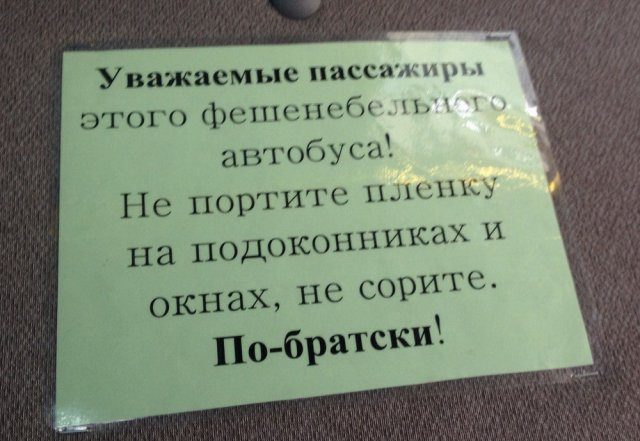 Уважаемые пассажиры
этого фешенебельного
автобуса!
Не портите пленку
на подоконниках и
окнах, не сорите.
По-братски!